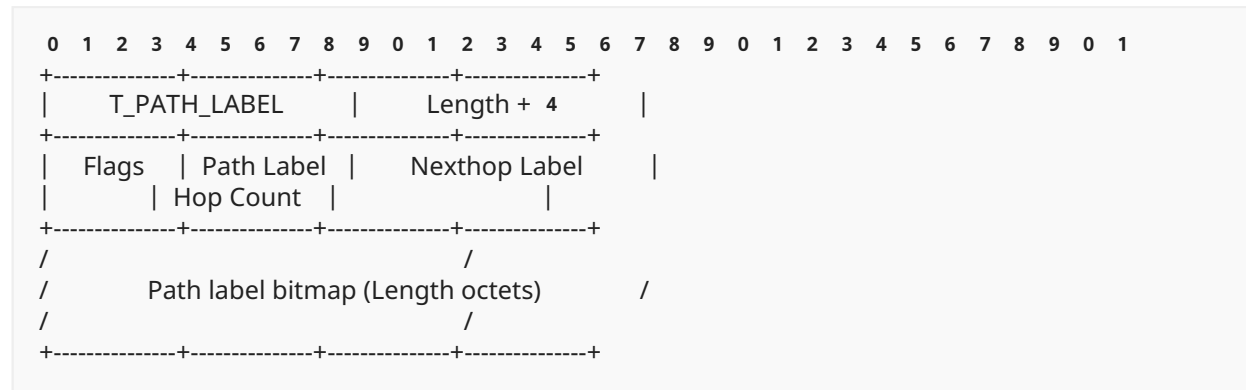 0 1 2 3 4 5 6 7 8 9 0 1 2 3 4 5 6 7 8 9 0 1 2 3 4 5 6 7 8 9 0 1
+---------------+---------------+---------------+---------------+
| T_PATH_LABEL | Length + 4 |
+---------------+---------------+---------------+---------------+
| Flags | Path Label | Nexthop Label |
| | Hop Count | |
+---------------+---------------+---------------+---------------+
/ /
/ Path label bitmap (Length octets) /
/ /
+---------------+---------------+---------------+---------------+